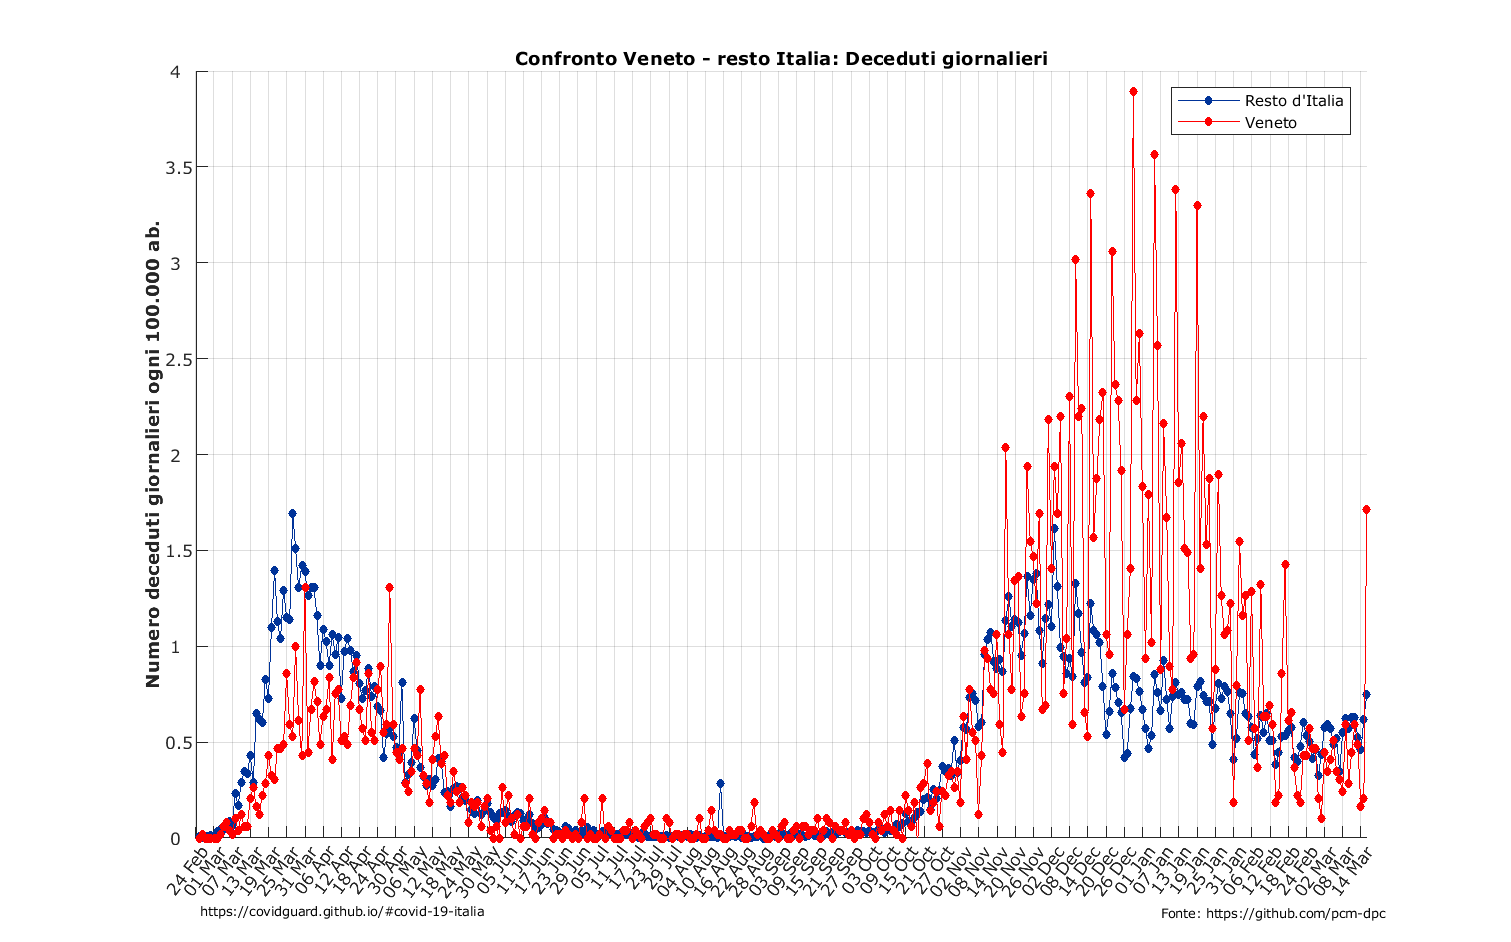 Confronto Veneto - resto Italia: Deceduti giornalieri
Resto d'Italia
Veneto
Numero deceduti giornalieri ogni 100.000 ab.
4
3.5
3
2.5
2
1.5
1
0.5
0
24 Feb
01 Mar
07 Mar
13 Mar
19 Mar
25 Mar
31 Mar
06 Apr
12 Apr
18 Apr
24 Apr
30 Apr
06 May
12 May
18 May
24 May
30 May
05 Jun
11 Jun
17 Jun
23 Jun
29 Jun
05 Jul
11 Jul
17 Jul
23 Jul
29 Jul
04 Aug
10 Aug
16 Aug
22 Aug
28 Aug
03 Sep
09 Sep
15 Sep
21 Sep
27 Sep
03 Oct
09 Oct
15 Oct
21 Oct
27 Oct
02 Nov
08 Nov
14 Nov
20 Nov
26 Nov
02 Dec
08 Dec
14 Dec
20 Dec
26 Dec
01 Jan
07 Jan
13 Jan
19 Jan
25 Jan
31 Jan
06 Feb
12 Feb
18 Feb
24 Feb
02 Mar
08 Mar
14 Mar
https://covidguard.github.io/#covid-19-italia
Fonte: https://github.com/pcm-dpc